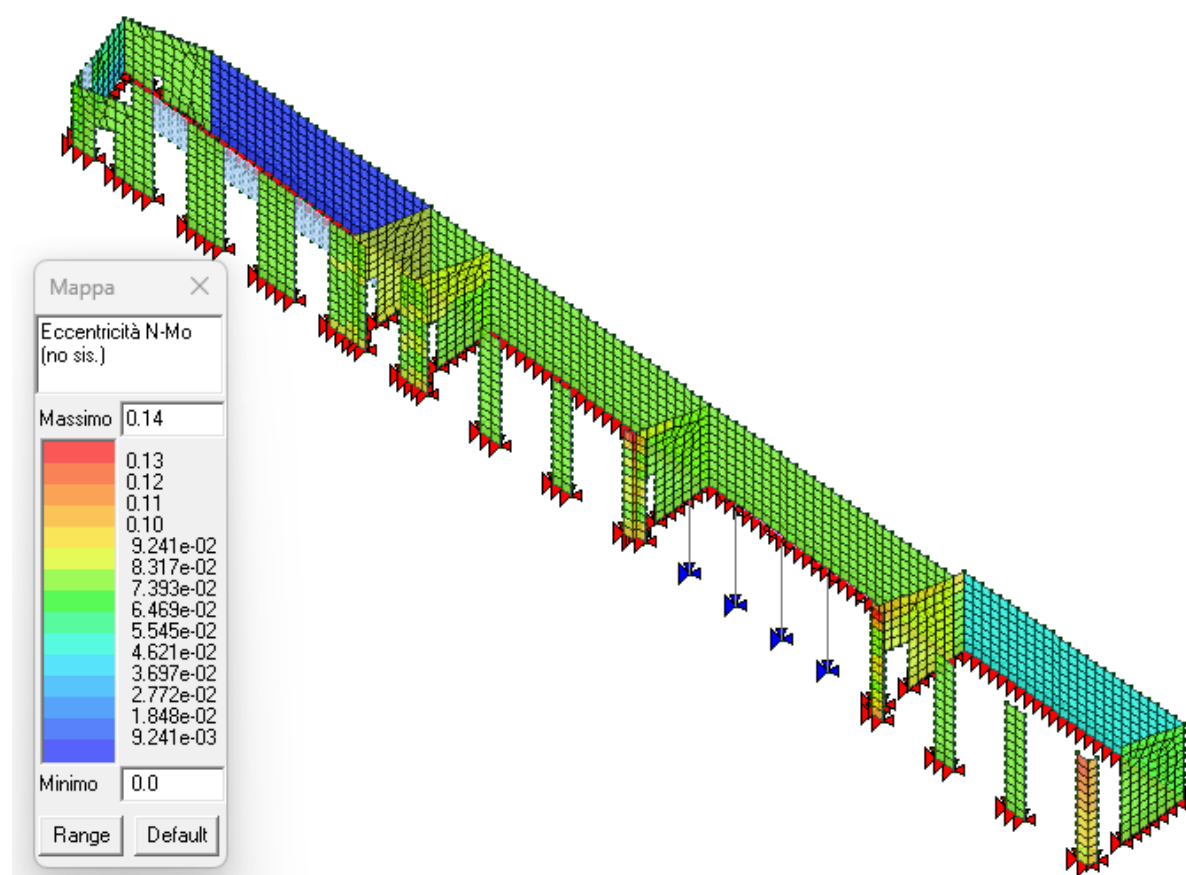 Mappa
Eccentricità N-Mo
(no sis.)
Massimo 0.14
0.13
0.12
0.11
0.10
9.241e-02
8.317e-02
7.393e-02
6.469e-02
5.545e-02
4.621e-02
3.697e-02
2.772e-02
1.848e-02
9.241e-03
Minimo 0.0
Range Default